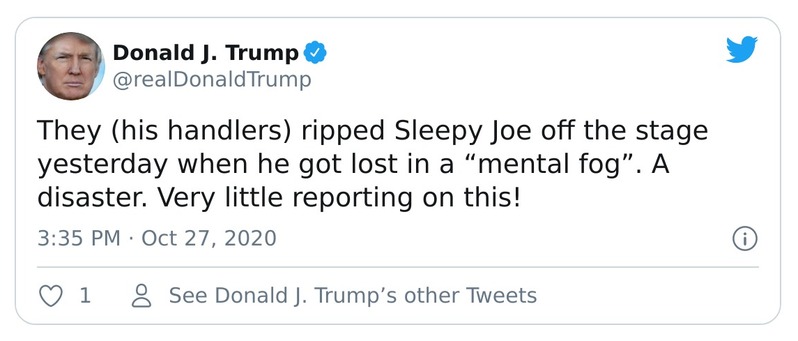 Donald J. Trump
@realDonaldTrump
They (his handlers) ripped Sleepy Joe off the stage
yesterday when he got lost in a “mental fog”. A
disaster. Very little reporting on this!
3:35 PM · Oct 27, 2020
1 See Donald J. Trump’s other Tweets